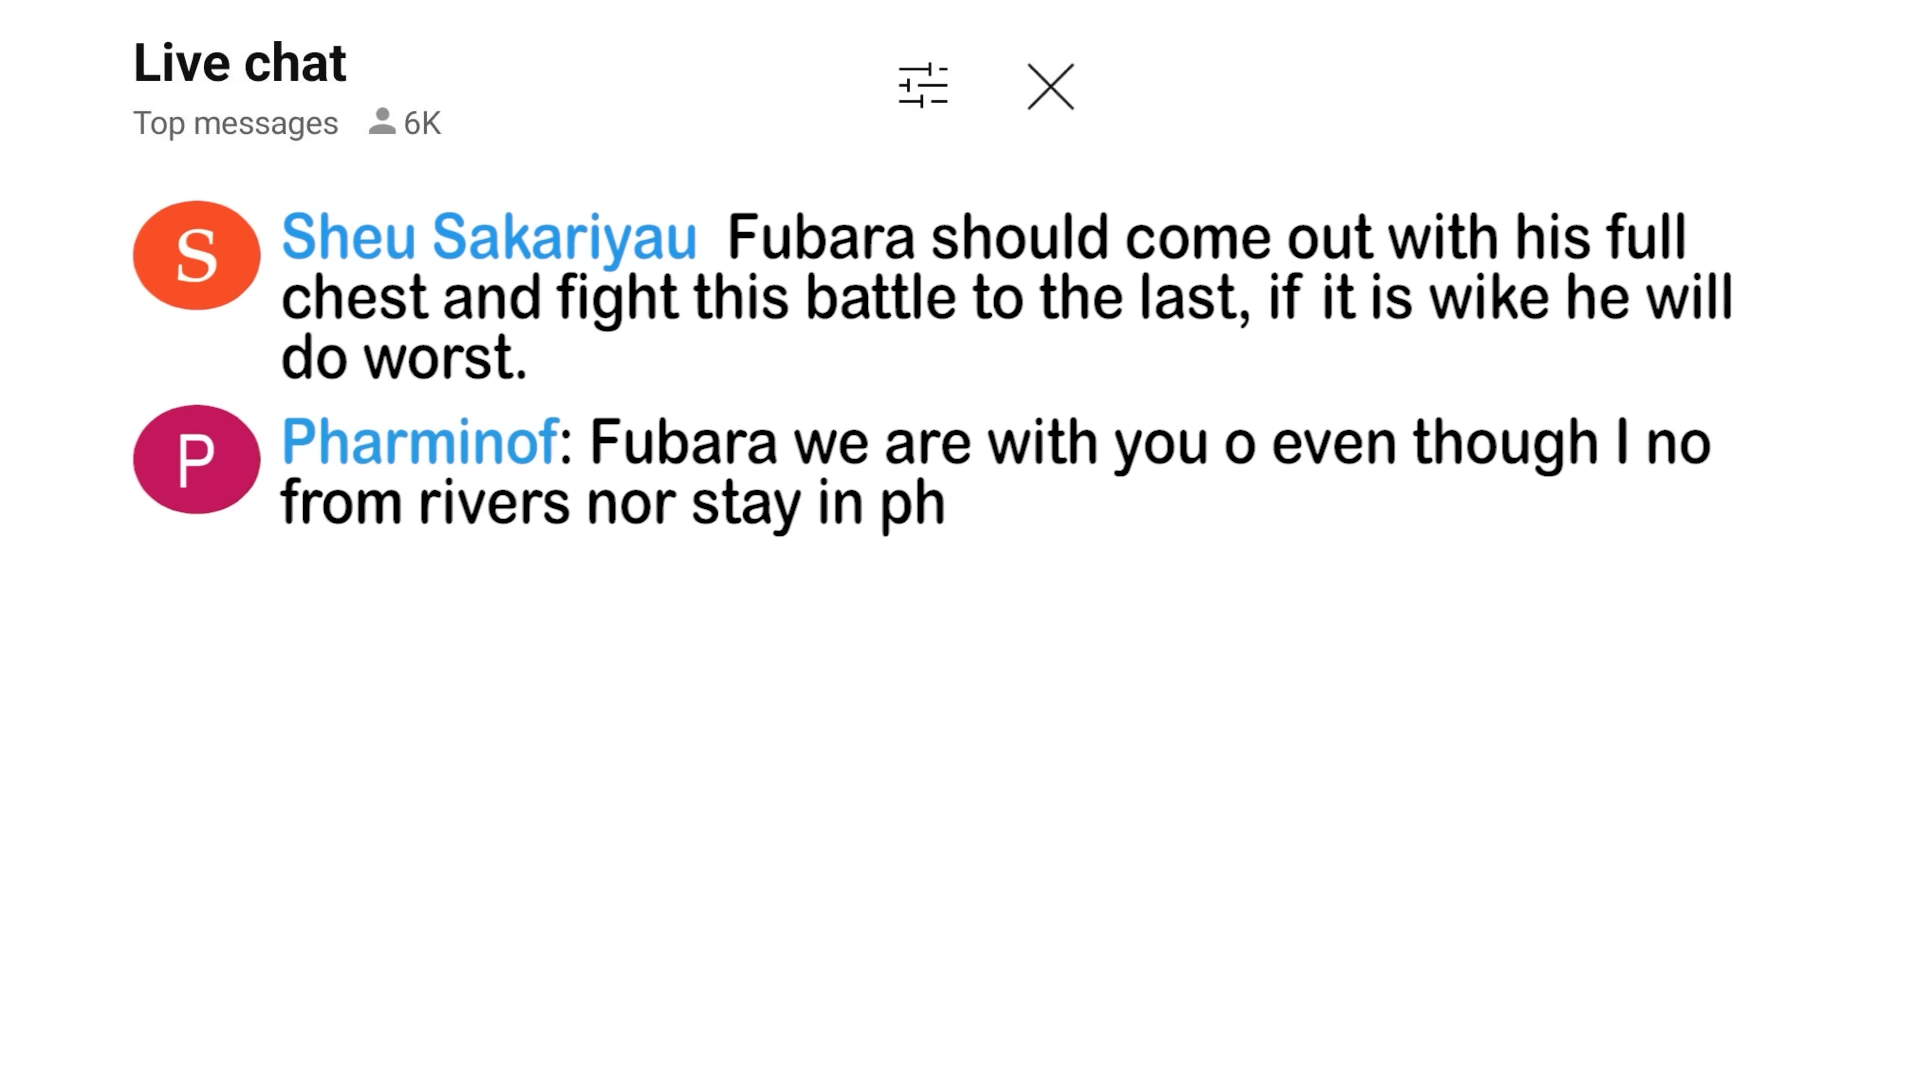 Live chat
Top messages 6K
S
Sheu Sakariyau Fubara should come out with his full
chest and fight this battle to the last, if it is wike he will
do worst.
P
Pharminof: Fubara we are with you o even though I no
from rivers nor stay in ph